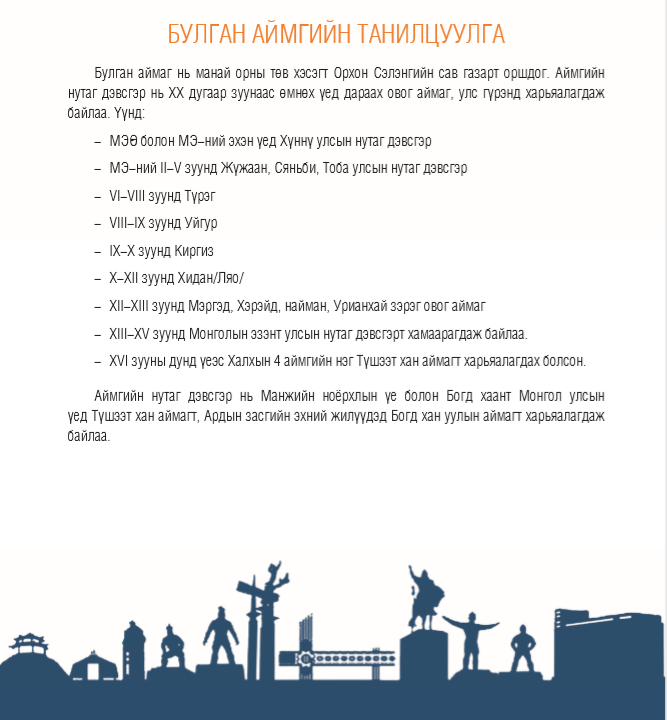 БУЛГАН АЙМГИЙН ТАНИЛЦУУЛГА
Булган аймаг нь манай орны төв хэсэгт Орхон Сэлэнгийн сав газарт оршдог. Аймгийн
нутаг дэвсгэр нь XX дугаар зуунаас өмнөх үед дараах овог аймаг, улс гүрэнд харьяалагдаж
байлаа. Үүнд:
– МЭӨ болон МЭ–ний эхэн үед Хүннү улсын нутаг дэвсгэр
– МЭ–ний II–V зуунд Жужаан, Сяньби, Тоба улсын нутаг дэвсгэр
– VI–VIII зуунд Түрэг
– VIII–IX зуунд Уйгур
– IX–X зуунд Киргиз
– X–XII зуунд Хидан/Ляо/
– XII–XIII зуунд Мэргэд, Хэрэйд, найман, Урианхай зэрэг овог аймаг
– XIII–XV зуунд Монголын эзэнт улсын нутаг дэвсгэрт хамаарагдаж байлаа.
– XVI зууны дунд үеэс Халхын 4 аймгийн нэг Түшээт хан аймагт харьяалагдах болсон.
Аймгийн нутаг дэвсгэр нь Манжийн ноёрхлын үе болон Богд хаант Монгол улсын
үед Түшээт хан аймагт, Ардын засгийн эхний жилүүдэд Богд хан уулын аймагт харьяалагдаж
байлаа.